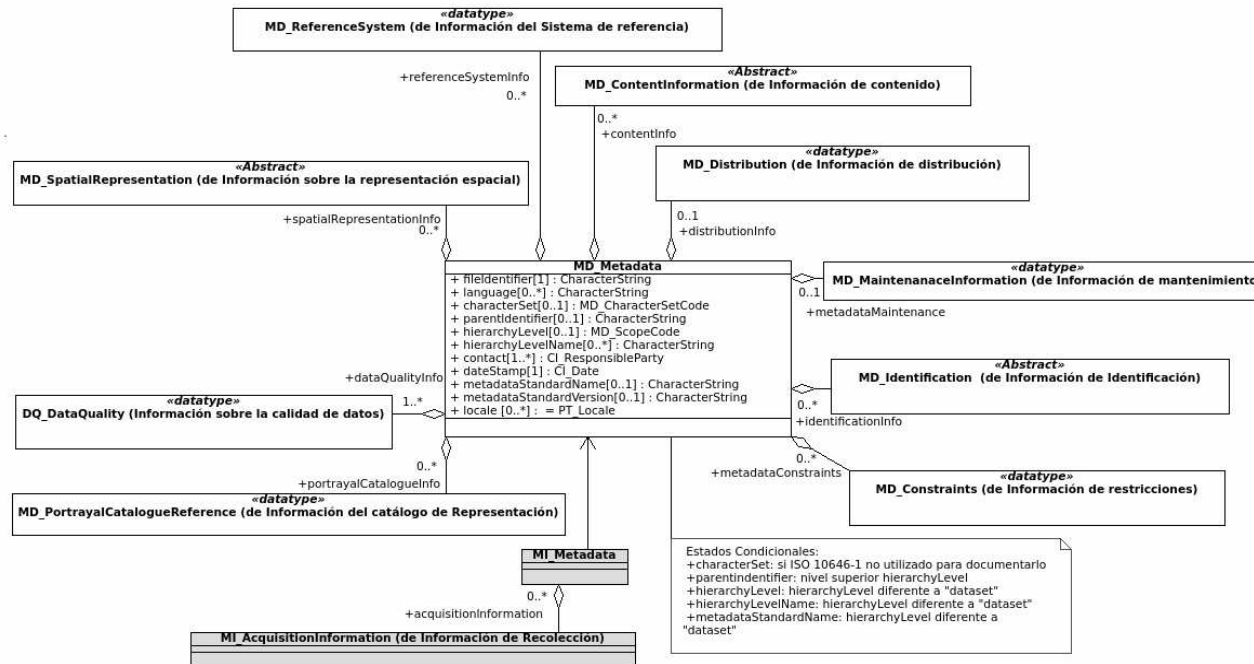 «datatype»
MD_ReferenceSystem (de Información del Sistema de referencia)
+referenceSystemInfo
0..*
«Abstract»
MD_ContentInformation (de Información de contenido)
0..*
+contentInfo
«datatype»
MD_Distribution (de Información de distribución)
0..1
+distributionInfo
«Abstract»
MD_SpatialRepresentation (de Información sobre la representación espacial)
+spatialRepresentationInfo
0..*
MD_Metadata
+ fileIdentifier[1] : CharacterString
+ language[0..*] : CharacterString
+ characterSet[0..1] : MD_CharacterSetCode
+ parentIdentifier[0..1] : CharacterString
+ hierarchyLevel[0..1] : MD_ScopeCode
+ hierarchyLevelName[0..*] : CharacterString
+ contact[1..*] : CI_ResponsibleParty
+ dateStamp[1] : CI_Date
+ metadataStandardName[0..1] : CharacterString
+ metadataStandardVersion[0..1] : CharacterString
+ locale [0..*] :  = PT_Locale
«datatype»
MD_MaintenanaceInformation (de Información de mantenimiento
0..1
+metadataMaintenance
«Abstract»
MD_Identification  (de Información de Identificación)
0..*
+identificationInfo
+dataQualityInfo
1..*
«datatype»
DQ_DataQuality (Información sobre la calidad de datos)
0..*
+metadataConstraints
«datatype»
MD_Constraints (de Información de restricciones)
0..*
+portrayalCatalogueInfo
«datatype»
MD_PortrayalCatalogueReference (de Información del catálogo de Representación)
MI_Metadata
0..*
+acquisitionInformation
MI_AcquisitionInformation (de Información de Recolección)
Estados Condicionales:
+characterSet: si ISO 10646-1 no utilizado para documentarlo
+parentindentifier: nivel superior hierarchyLevel
+hierarchyLevel: hierarchyLevel diferente a "dataset"
+hierarchyLevelName: hierarchyLevel diferente a "dataset"
+metadataStandardName: hierarchyLevel diferente a
"dataset"